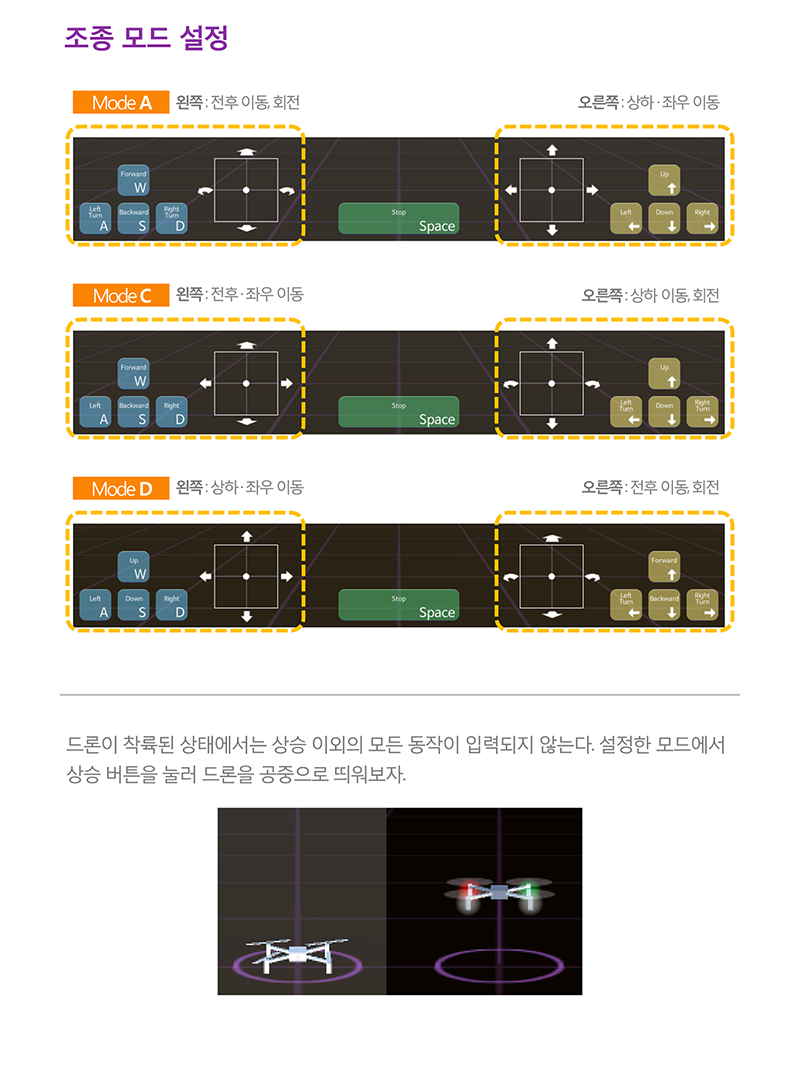 조종 모드 설정
Mode A 왼쪽 : 전후 이동, 회전 오른쪽 : 상하 · 좌우 이동
Forward W Up
Left Turn A Backward S Right Turn D Stop Space Left Down Right
Mode C 왼쪽 : 전후 · 좌우 이동 오른쪽 : 상하 이동, 회전
Forward W Up
Left A Backward S Right D Stop Space Left Turn Down Right Turn
Mode D 왼쪽 : 상하 · 좌우 이동 오른쪽 : 전후 이동, 회전
Up W Forward
Left A Down S Right D Stop Space Left Turn Backward Right Turn
드론이 착륙된 상태에서는 상승 이외의 모든 동작이 입력되지 않는다. 설정한 모드에서
상승 버튼을 눌러 드론을 공중으로 띄워보자.